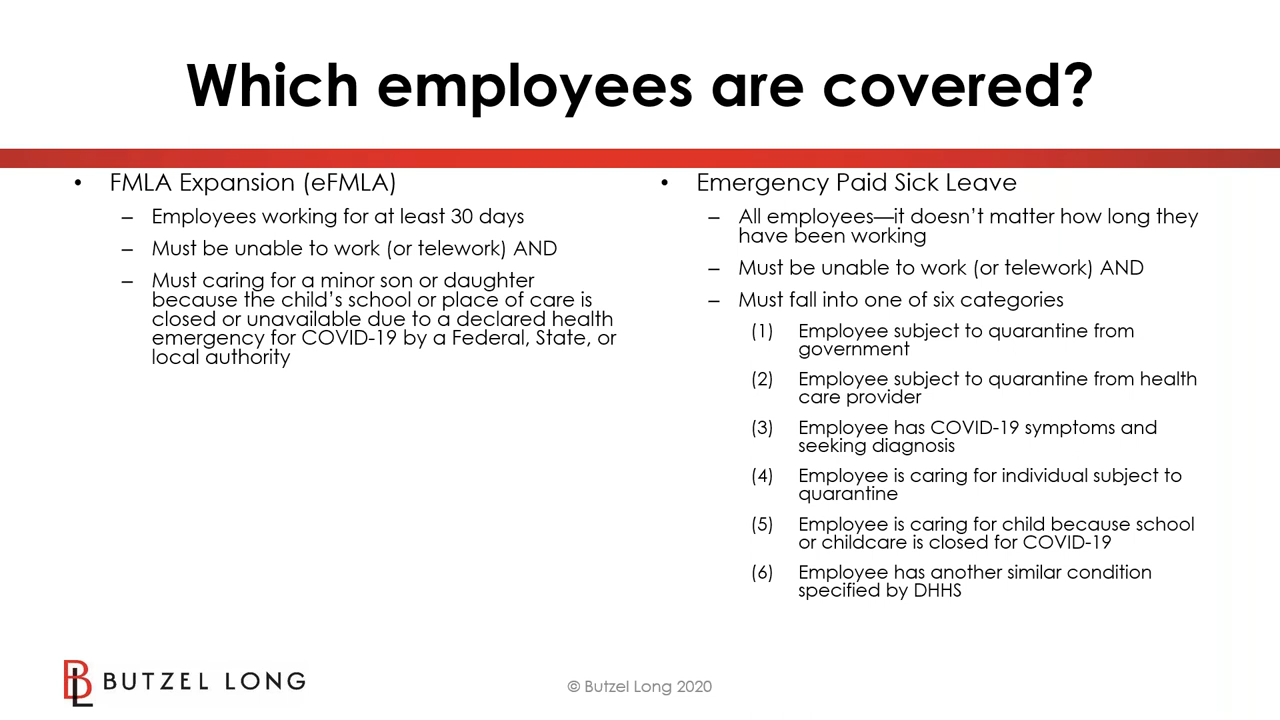 Which employees are covered?
• FMLA Expansion (eFMLA)
– Employees working for at least 30 days
– Must be unable to work (or telework) AND
– Must caring for a minor son or daughter
because the child’s school or place of care is
closed or unavailable due to a declared health
emergency for COVID-19 by a Federal, State, or
local authority
• Emergency Paid Sick Leave
– All employees—it doesn’t matter how long they
have been working
– Must be unable to work (or telework) AND
– Must fall into one of six categories
(1) Employee subject to quarantine from
government
(2) Employee subject to quarantine from health
care provider
(3) Employee has COVID-19 symptoms and
seeking diagnosis
(4) Employee is caring for individual subject to
quarantine
(5) Employee is caring for child because school
or childcare is closed for COVID-19
(6) Employee has another similar condition
specified by DHHS
BL BUTZEL LONG
© Butzel Long 2020